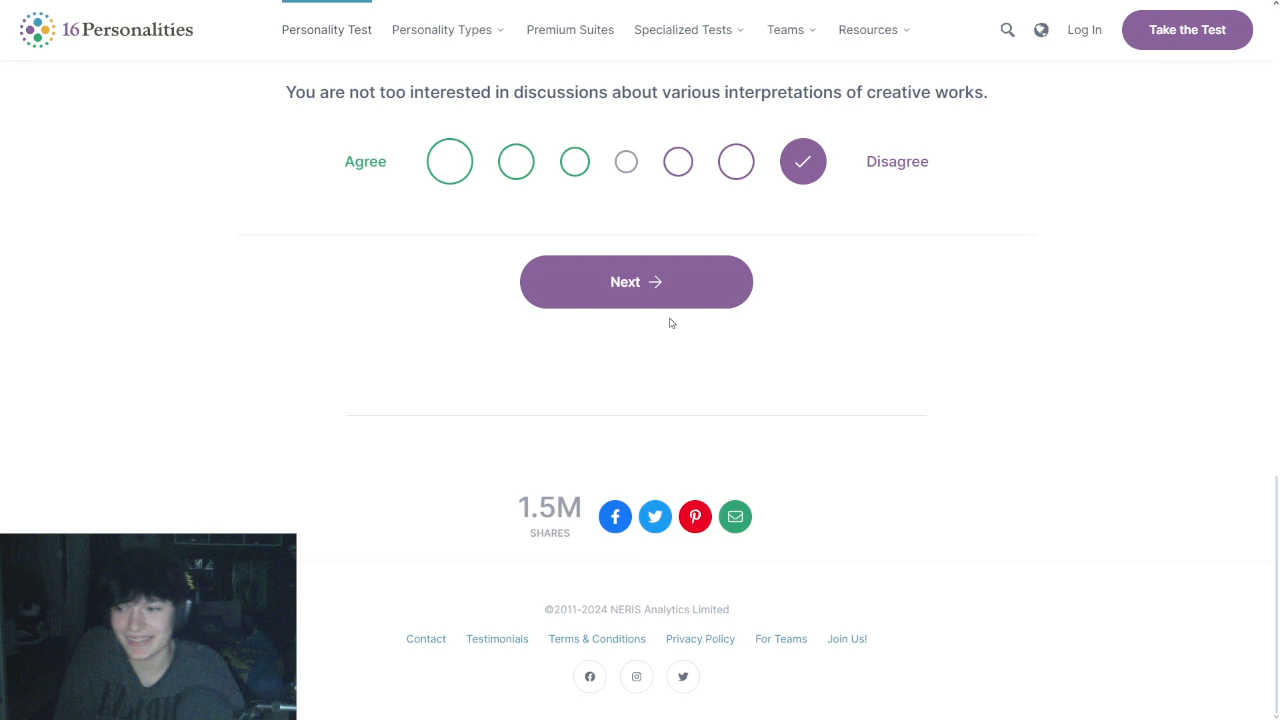 16Personalities
Personality Test
Personality Types
Premium Suites
Specialized Tests
Teams
Resources
Log In
Take the Test
You are not too interested in discussions about various interpretations of creative works.
Agree
Disagree
Next
1.5M
SHARES
©2011-2024 NERIS Analytics Limited
Contact
Testimonials
Terms & Conditions
Privacy Policy
For Teams
Join Us!